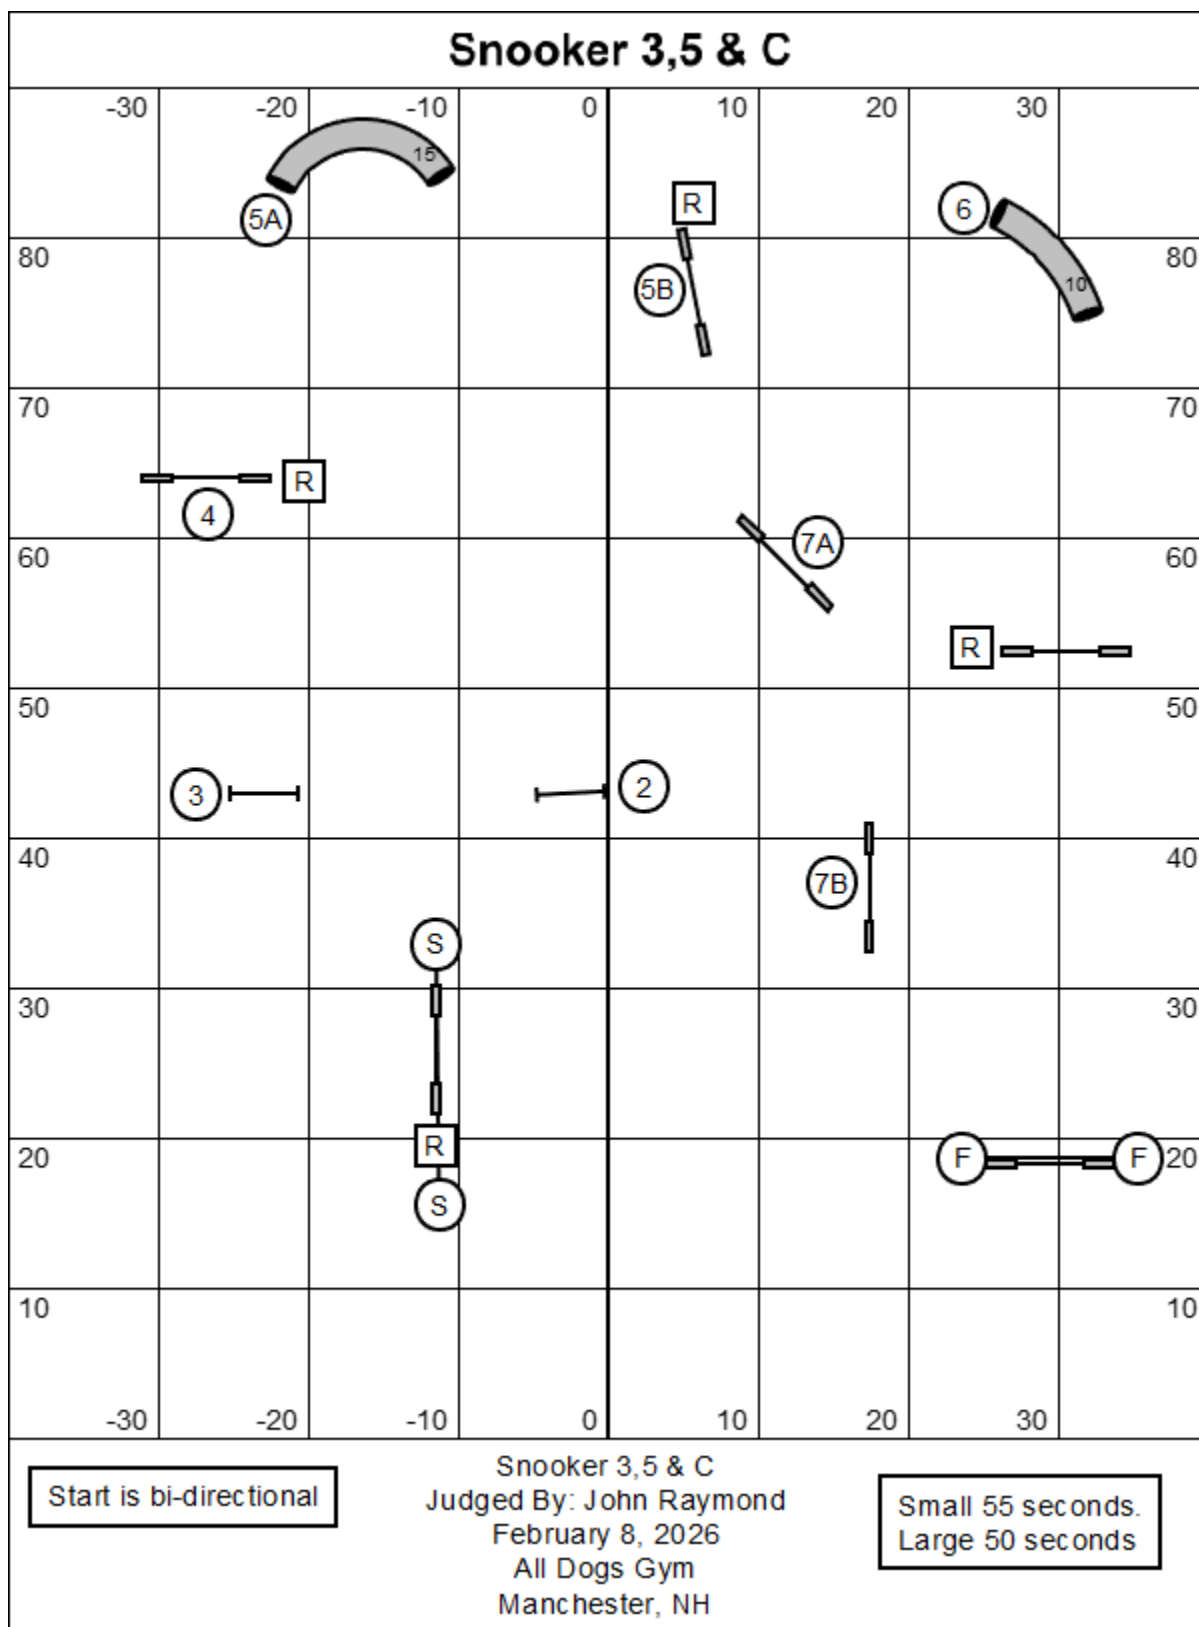 Snooker 3,5 & C
-30 -20 -10 0 10 20 30
15
5A
R
6
80 80
5B
10
70 70
4
R
7A
60 60
R
50 50
3
2
40 40
7B
S
30 30
R
20 F F 20
S
10 10
-30 -20 -10 0 10 20 30
Start is bi-directional
Snooker 3,5 & C
Judged By: John Raymond
February 8, 2026
All Dogs Gym
Manchester, NH
Small 55 seconds.
Large 50 seconds